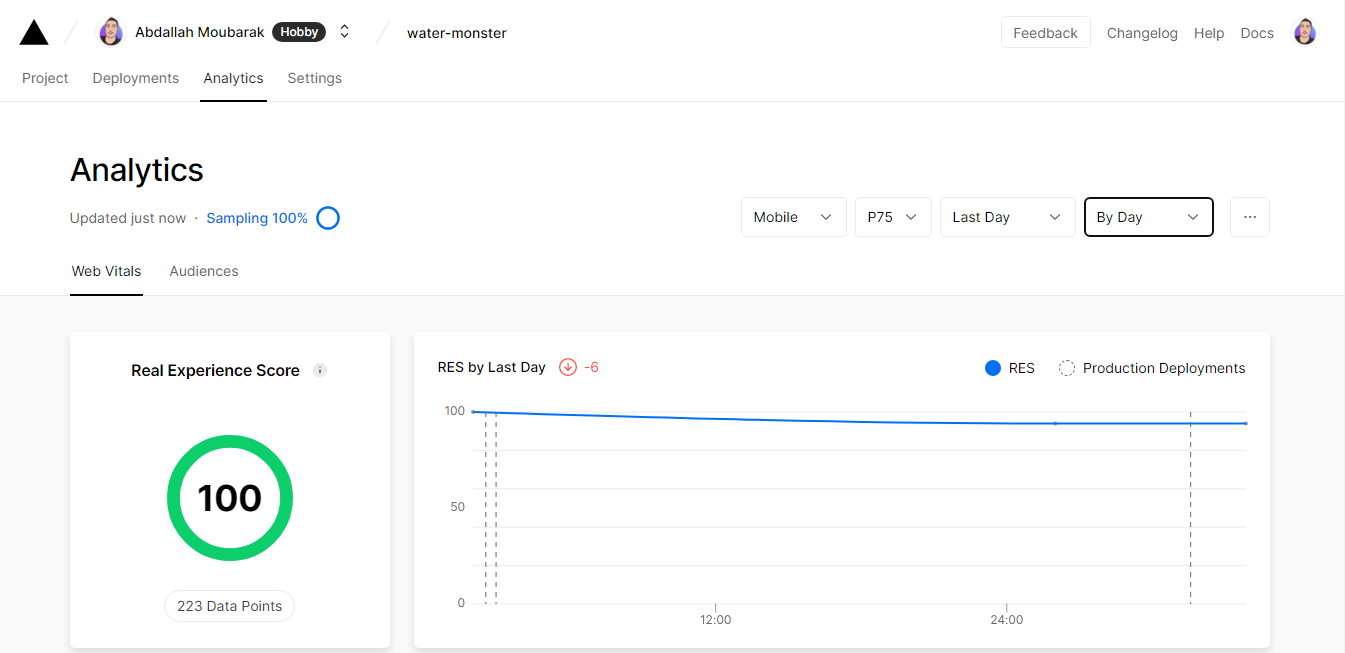 Abdallah Moubarak Hobby water-monster Feedback Changelog Help Docs
Project Deployments Analytics Settings
Analytics
Updated just now · Sampling 100% Mobile P75 Last Day By Day ...
Web Vitals Audiences
Real Experience Score i
100
223 Data Points
RES by Last Day -6 RES Production Deployments
100
50
0
12:00 24:00